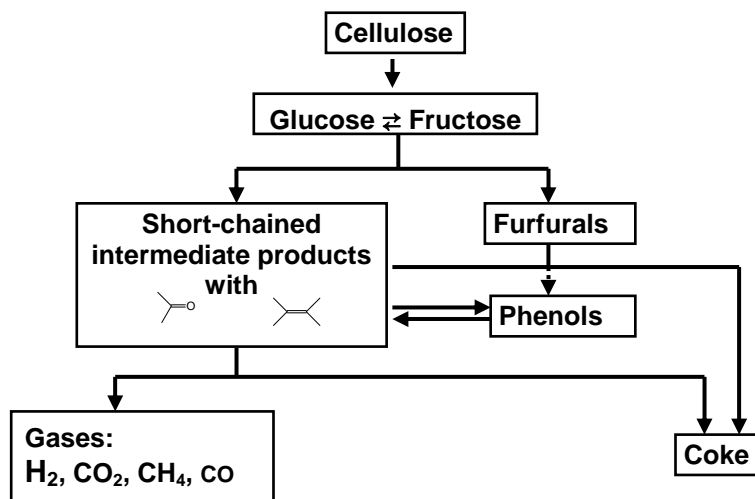 Cellulose
Glucose ⇄ Fructose
Short-chained
intermediate products
with
O
Furfurals
Phenols
Gases:
H₂, CO₂, CH₄, CO
Coke